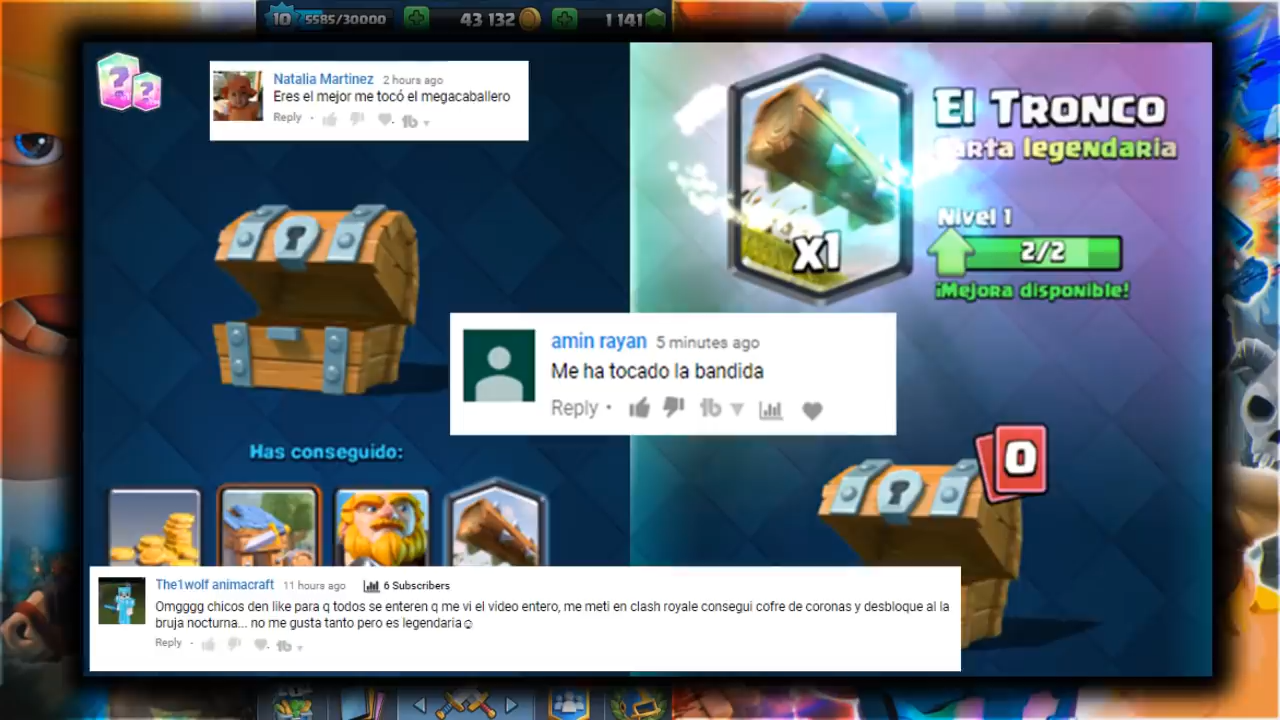 10 5585/30000 43 132 1 141
? ?
Natalia Martinez 2 hours ago
Eres el mejor me tocó el megacaballero
Reply
El Tronco
Carta legendaria
x1
Nivel 1
2/2
¡Mejora disponible!
amin rayan 5 minutes ago
Me ha tocado la bandida
Reply
Has conseguido:
0
The1wolf animacraft 11 hours ago 6 Subscribers
Omgggg chicos den like para q todos se enteren q me vi el video entero, me meti en clash royale consegui cofre de coronas y desbloque al la
bruja nocturna... no me gusta tanto pero es legendaria☺
Reply